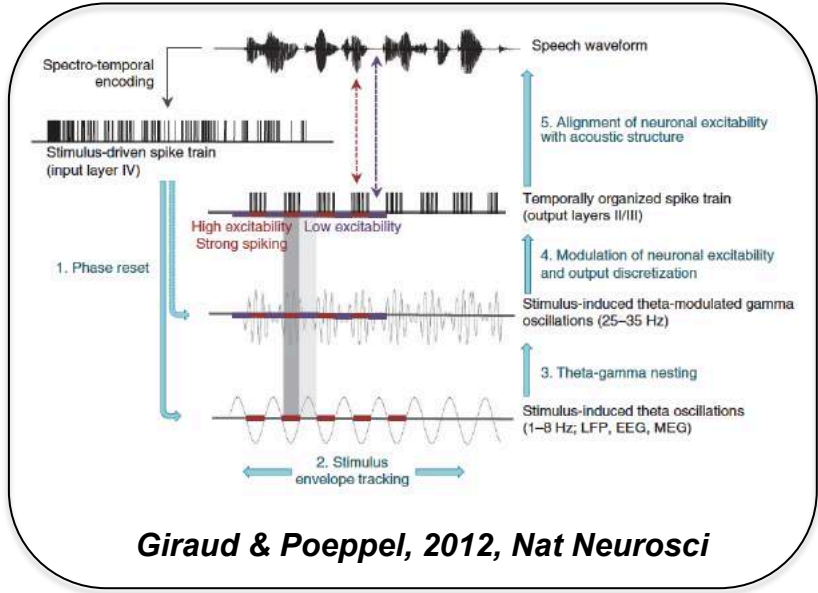 Speech waveform
Spectro-temporal
encoding
5. Alignment of neuronal excitability
with acoustic structure
Stimulus-driven spike train
(input layer IV)
Temporally organized spike train
(output layers II/III)
High excitability
Strong spiking
Low excitability
1. Phase reset
4. Modulation of neuronal excitability
and output discretization
Stimulus-induced theta-modulated gamma
oscillations (25–35 Hz)
3. Theta-gamma nesting
Stimulus-induced theta oscillations
(1–8 Hz; LFP, EEG, MEG)
2. Stimulus
envelope tracking
Giraud & Poeppel, 2012, Nat Neurosci